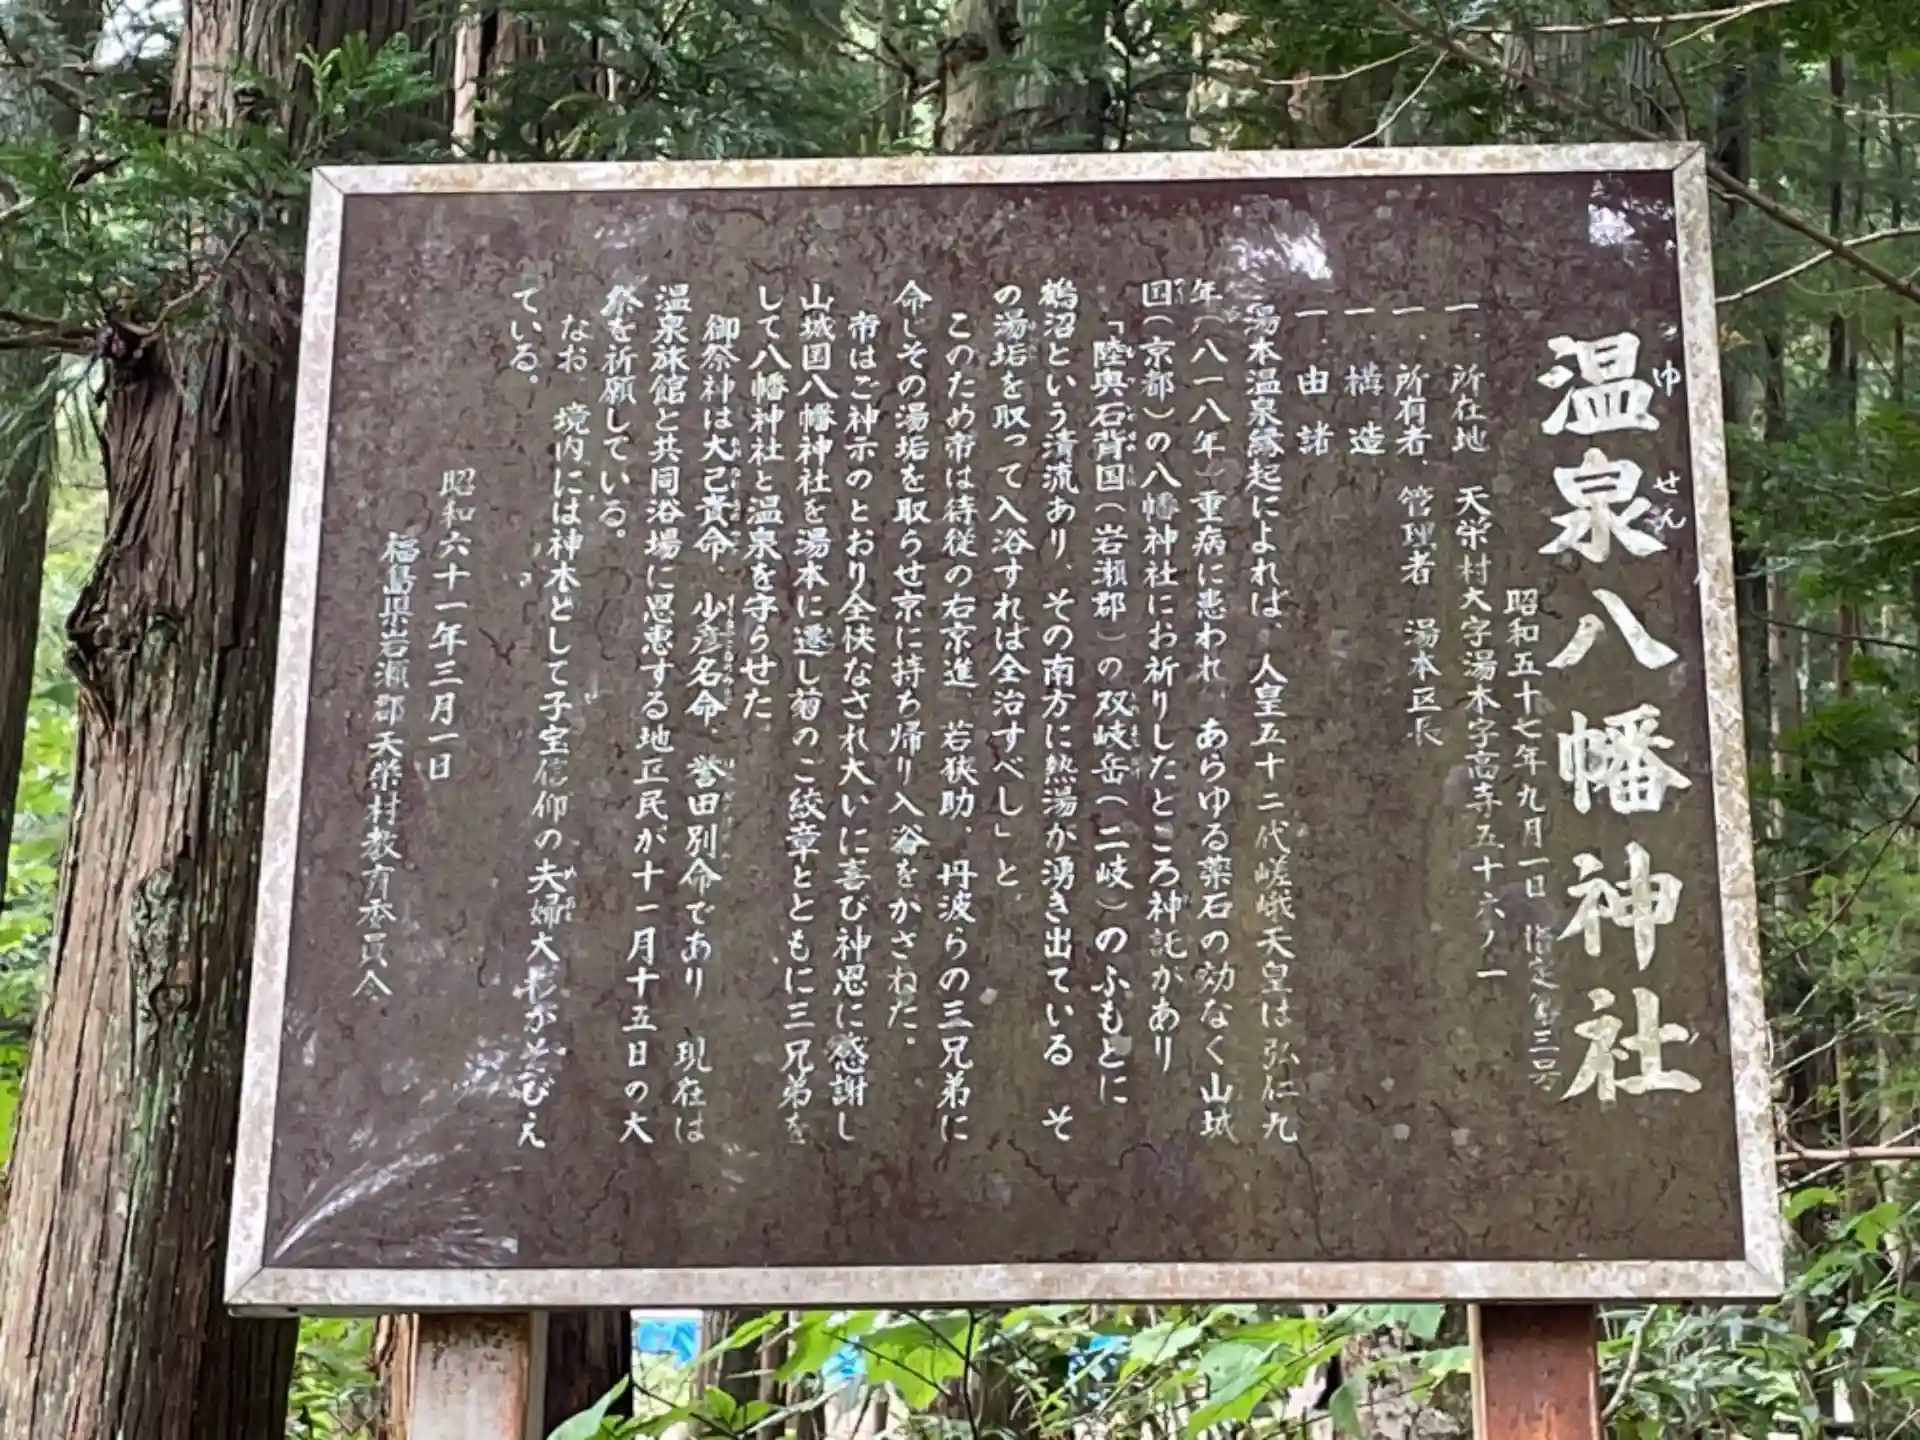 温泉八幡神社
ゆ
せん
昭和五十七年九月一日 指定第三号
一、所在地 天栄村大字湯本字高寺五十六ノ一
一、所有者、管理者 湯本区長
一、構造
一、由緒
湯本温泉縁起によれば、人皇五十二代嵯峨天皇は弘仁九
年(八一八年)重病に患われ あらゆる薬石の効なく山城
国(京都)の八幡神社にお祈りしたところ神託があり
「陸奥石背国(岩瀬郡)の双岐岳(二岐)のふもとに
鶴沼という清流あり、その南方に熱湯が湧き出ている そ
の湯垢を取って入浴すれば全治すべし」と、
このため帝は待従の右京進、若狭助、丹波らの三兄弟に
命じその湯垢を取らせ京に持ち帰り入浴をかさねた。
帝はご神示のとおり全快なされ大いに喜び神恩に感謝し
山城国八幡神社を湯本に遷し菊のご紋章とともに三兄弟を
して八幡神社と温泉を守らせた
御祭神は大己貴命、少彦名命、誉田別命であり 現在は
温泉旅館と共同浴場に恩恵する地区民が十一月十五日の大
祭を祈願している。
なお、境内には神木として子宝信仰の夫婦大杉がそびえ
ている。
昭和六十一年三月一日
福島県岩瀬郡天栄村教育委員会